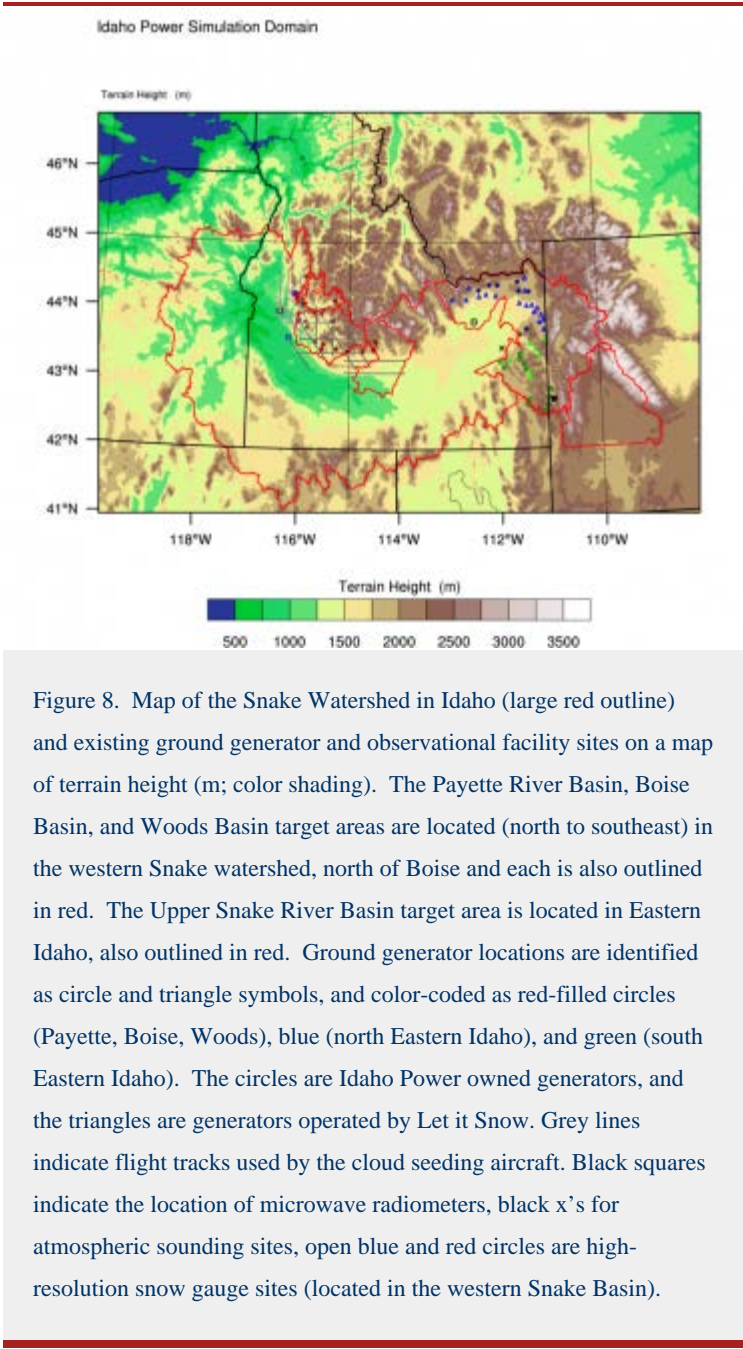 Idaho Power Simulation Domain
Terrain Height (m)
46°N
45°N
44°N
43°N
42°N
41°N
118°W 116°W 114°W 112°W 110°W
Terrain Height (m)
500 1000 1500 2000 2500 3000 3500
Figure 8. Map of the Snake Watershed in Idaho (large red outline)
and existing ground generator and observational facility sites on a map
of terrain height (m; color shading). The Payette River Basin, Boise
Basin, and Woods Basin target areas are located (north to southeast) in
the western Snake watershed, north of Boise and each is also outlined
in red. The Upper Snake River Basin target area is located in Eastern
Idaho, also outlined in red. Ground generator locations are identified
as circle and triangle symbols, and color-coded as red-filled circles
(Payette, Boise, Woods), blue (north Eastern Idaho), and green (south
Eastern Idaho). The circles are Idaho Power owned generators, and
the triangles are generators operated by Let it Snow. Grey lines
indicate flight tracks used by the cloud seeding aircraft. Black squares
indicate the location of microwave radiometers, black x's for
atmospheric sounding sites, open blue and red circles are high-
resolution snow gauge sites (located in the western Snake Basin).